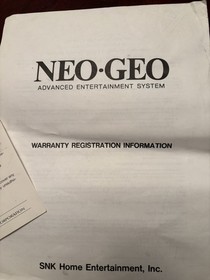 NEO·GEO
ADVANCED ENTERTAINMENT SYSTEM
WARRANTY REGISTRATION INFORMATION
SNK Home Entertainment, Inc.